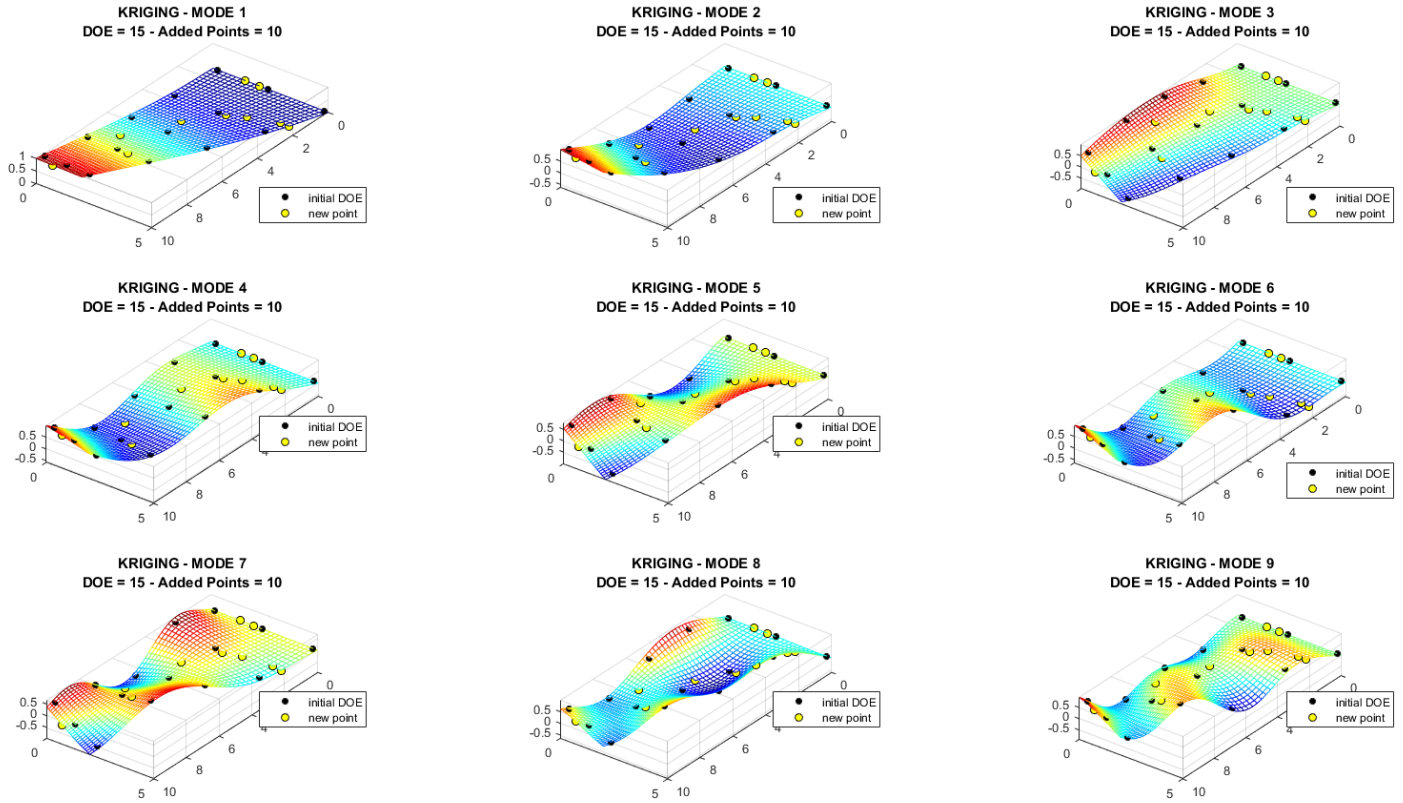 KRIGING - MODE 1
DOE = 15 - Added Points = 10
1
0.5
0
0
5
10
8
6
4
2
0
initial DOE
new point
KRIGING - MODE 2
DOE = 15 - Added Points = 10
0.5
0
-0.5
0
5
10
8
6
4
2
0
initial DOE
new point
KRIGING - MODE 3
DOE = 15 - Added Points = 10
0.5
0
-0.5
0
5
10
8
6
4
2
0
initial DOE
new point
KRIGING - MODE 4
DOE = 15 - Added Points = 10
0.5
0
-0.5
0
5
10
8
6
4
0
initial DOE
new point
KRIGING - MODE 5
DOE = 15 - Added Points = 10
0.5
0
-0.5
0
5
10
8
6
4
0
initial DOE
new point
KRIGING - MODE 6
DOE = 15 - Added Points = 10
0.5
0
-0.5
0
5
10
8
6
4
2
0
initial DOE
new point
KRIGING - MODE 7
DOE = 15 - Added Points = 10
0.5
0
-0.5
0
5
10
8
6
0
initial DOE
new point
KRIGING - MODE 8
DOE = 15 - Added Points = 10
0.5
0
-0.5
0
5
10
8
6
0
initial DOE
new point
KRIGING - MODE 9
DOE = 15 - Added Points = 10
0.5
0
-0.5
0
5
10
8
6
4
0
initial DOE
new point